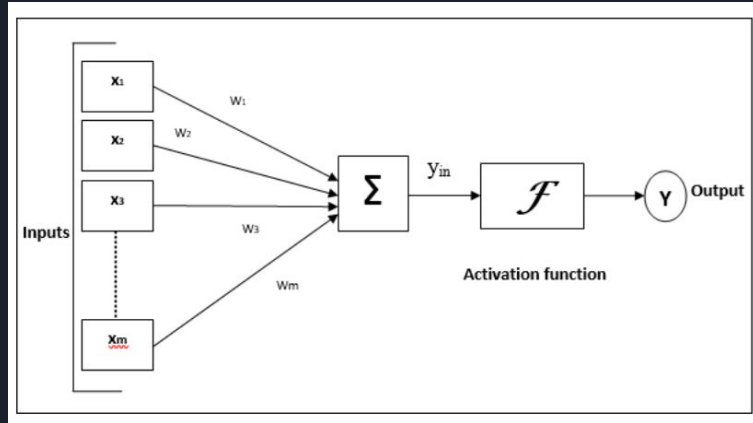 X1
W1
X2
W2
X3
Inputs
W3
Wm
Xm
Σ
yin
ℱ
Activation function
Y
Output